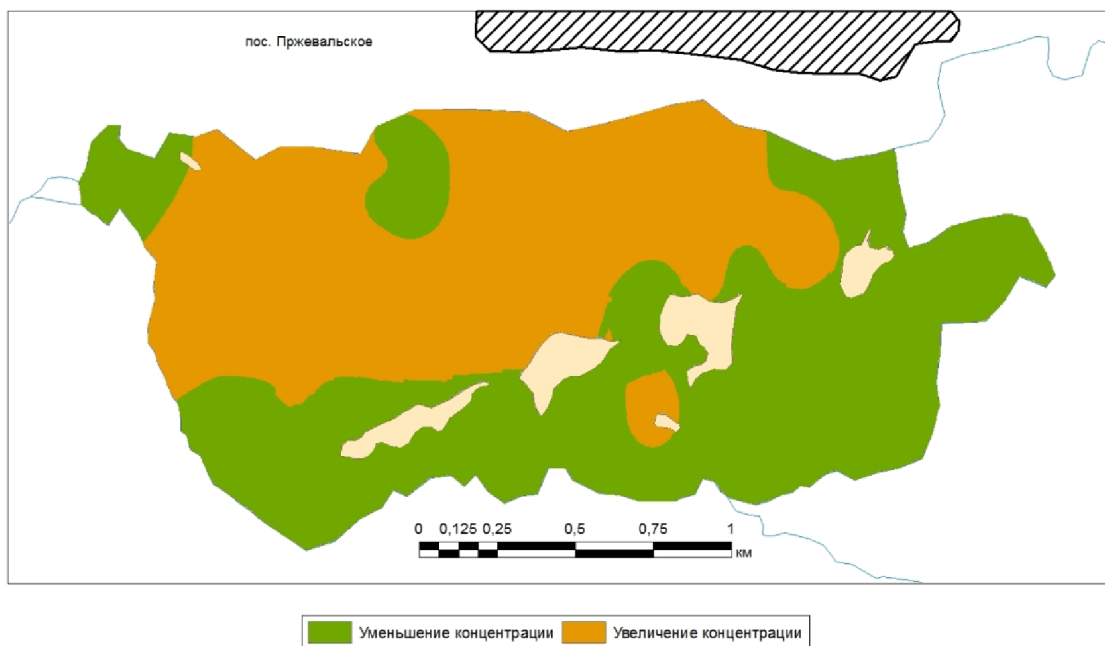 пос. Пржевальское
0 0,125 0,25 0,5 0,75 1
км
Уменьшение концентрации Увеличение концентрации